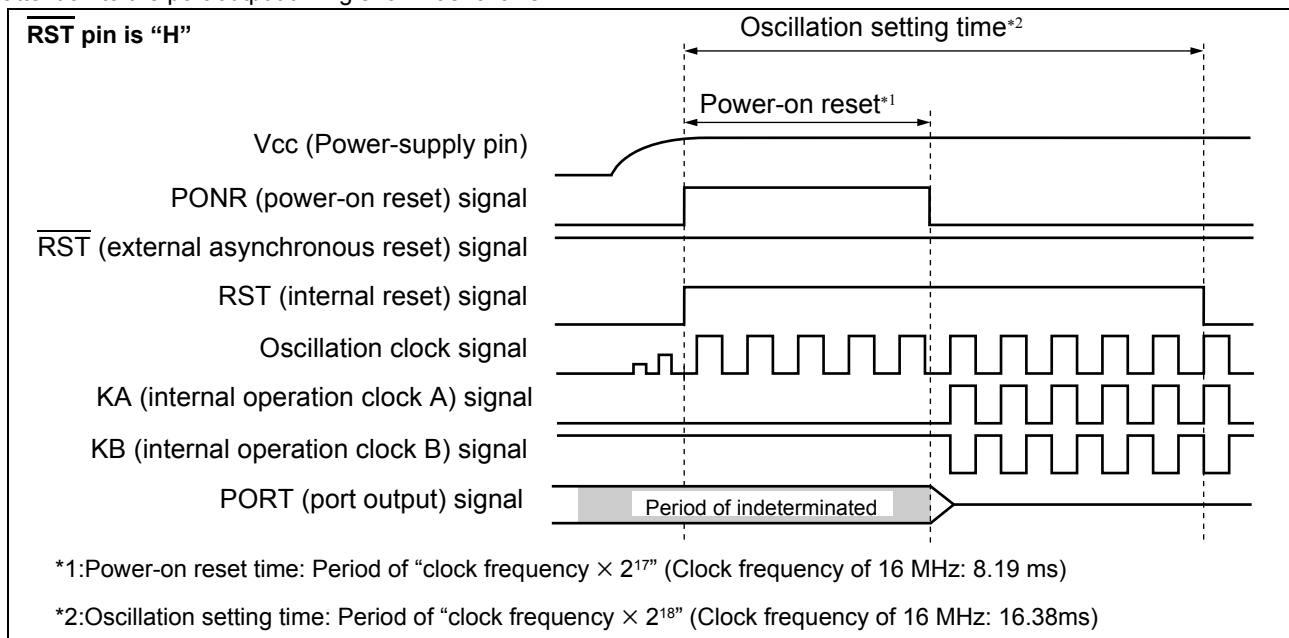 RST pin is “H”
Oscillation setting time*2
Power-on reset*1
Vcc (Power-supply pin)
PONR (power-on reset) signal
RST (external asynchronous reset) signal
RST (internal reset) signal
Oscillation clock signal
KA (internal operation clock A) signal
KB (internal operation clock B) signal
PORT (port output) signal
Period of indeterminated
*1:Power-on reset time: Period of “clock frequency × 2¹⁷” (Clock frequency of 16 MHz: 8.19 ms)
*2:Oscillation setting time: Period of “clock frequency × 2¹⁸” (Clock frequency of 16 MHz: 16.38ms)